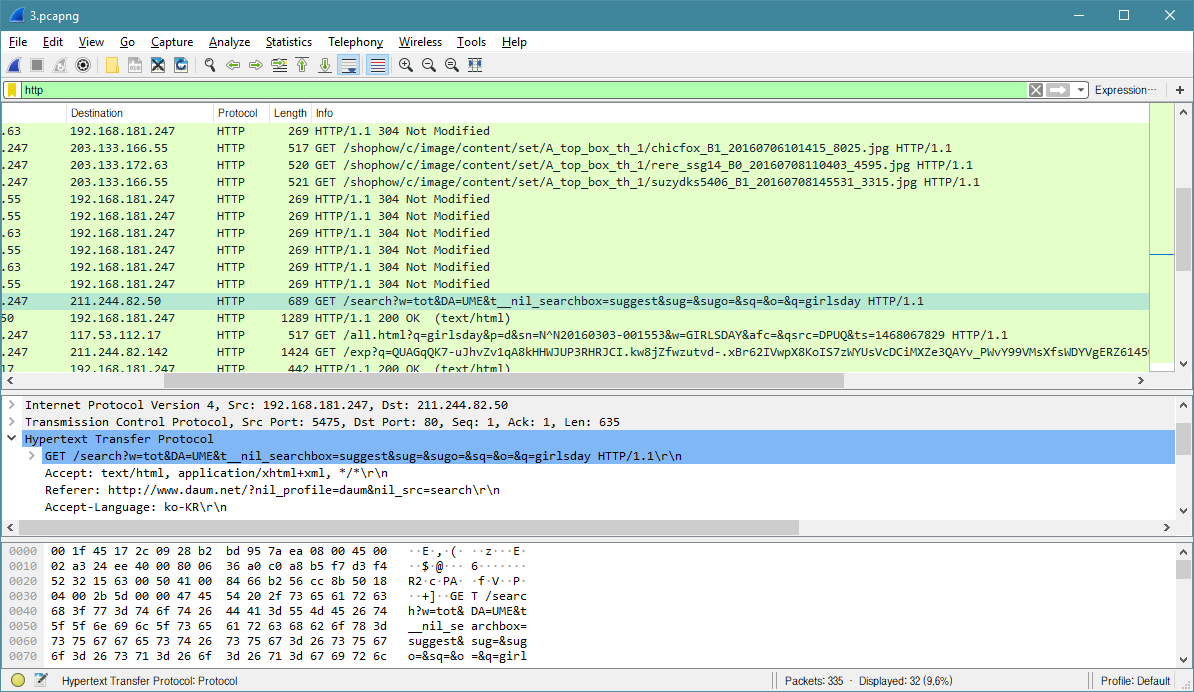 3.pcapng
File Edit View Go Capture Analyze Statistics Telephony Wireless Tools Help
http Expression…
Destination Protocol Length Info
.63 192.168.181.247 HTTP 269 HTTP/1.1 304 Not Modified
.247 203.133.166.55 HTTP 517 GET /shophow/c/image/content/set/A_top_box_th_1/chicfox_B1_20160706101415_8025.jpg HTTP/1.1
.247 203.133.172.63 HTTP 520 GET /shophow/c/image/content/set/A_top_box_th_1/rere_ssg14_B0_20160708110403_4595.jpg HTTP/1.1
.247 203.133.166.55 HTTP 521 GET /shophow/c/image/content/set/A_top_box_th_1/suzydks5406_B1_20160708145531_3315.jpg HTTP/1.1
.55 192.168.181.247 HTTP 269 HTTP/1.1 304 Not Modified
.55 192.168.181.247 HTTP 269 HTTP/1.1 304 Not Modified
.63 192.168.181.247 HTTP 269 HTTP/1.1 304 Not Modified
.55 192.168.181.247 HTTP 269 HTTP/1.1 304 Not Modified
.63 192.168.181.247 HTTP 269 HTTP/1.1 304 Not Modified
.55 192.168.181.247 HTTP 269 HTTP/1.1 304 Not Modified
.247 211.244.82.50 HTTP 689 GET /search?w=tot&DA=UME&t__nil_searchbox=suggest&sug=&sugo=&sq=&o=&q=girlsday HTTP/1.1
50 192.168.181.247 HTTP 1289 HTTP/1.1 200 OK (text/html)
.247 117.53.112.17 HTTP 517 GET /all.html?q=girlsday&p=d&sn=N^N20160303-001553&w=GIRLSDAY&afc=&qsrc=DPUQ&ts=1468067829 HTTP/1.1
.247 211.244.82.142 HTTP 1424 GET /exp?q=QUAGqQK7-uJhvZv1qA8kHHWJUP3RHRJCI.kw8jZfwzutvd-.xBr62IVwpX8KoIS7zWYUsVcDCiMXZe3QAYv_PWvY99VMsXfsWDYVgERZ6145
17 192.168.181.247 HTTP 442 HTTP/1.1 200 OK (text/html)
Internet Protocol Version 4, Src: 192.168.181.247, Dst: 211.244.82.50
Transmission Control Protocol, Src Port: 5475, Dst Port: 80, Seq: 1, Ack: 1, Len: 635
Hypertext Transfer Protocol
GET /search?w=tot&DA=UME&t__nil_searchbox=suggest&sug=&sugo=&sq=&o=&q=girlsday HTTP/1.1\r\n
Accept: text/html, application/xhtml+xml, */*\r\n
Referer: http://www.daum.net/?nil_profile=daum&nil_src=search\r\n
Accept-Language: ko-KR\r\n
0000 00 1f 45 17 2c 09 28 b2 bd 95 7a ea 08 00 45 00 ··E·,·(· ··z···E·
0010 02 a3 24 ee 40 00 80 06 36 a0 c0 a8 b5 f7 d3 f4 ··$·@··· 6·······
0020 52 32 15 63 00 50 41 00 84 66 b2 56 cc 8b 50 18 R2·c·PA· ·f·V··P·
0030 04 00 2b 5d 00 00 47 45 54 20 2f 73 65 61 72 63 ··+]··GE T /searc
0040 68 3f 77 3d 74 6f 74 26 44 41 3d 55 4d 45 26 74 h?w=tot& DA=UME&t
0050 5f 5f 6e 69 6c 5f 73 65 61 72 63 68 62 6f 78 3d __nil_se archbox=
0060 73 75 67 67 65 73 74 26 73 75 67 3d 26 73 75 67 suggest& sug=&sug
0070 6f 3d 26 73 71 3d 26 6f 3d 26 71 3d 67 69 72 6c o=&sq=&o =&q=girl
Hypertext Transfer Protocol: Protocol Packets: 335 · Displayed: 32 (9,6%) Profile: Default